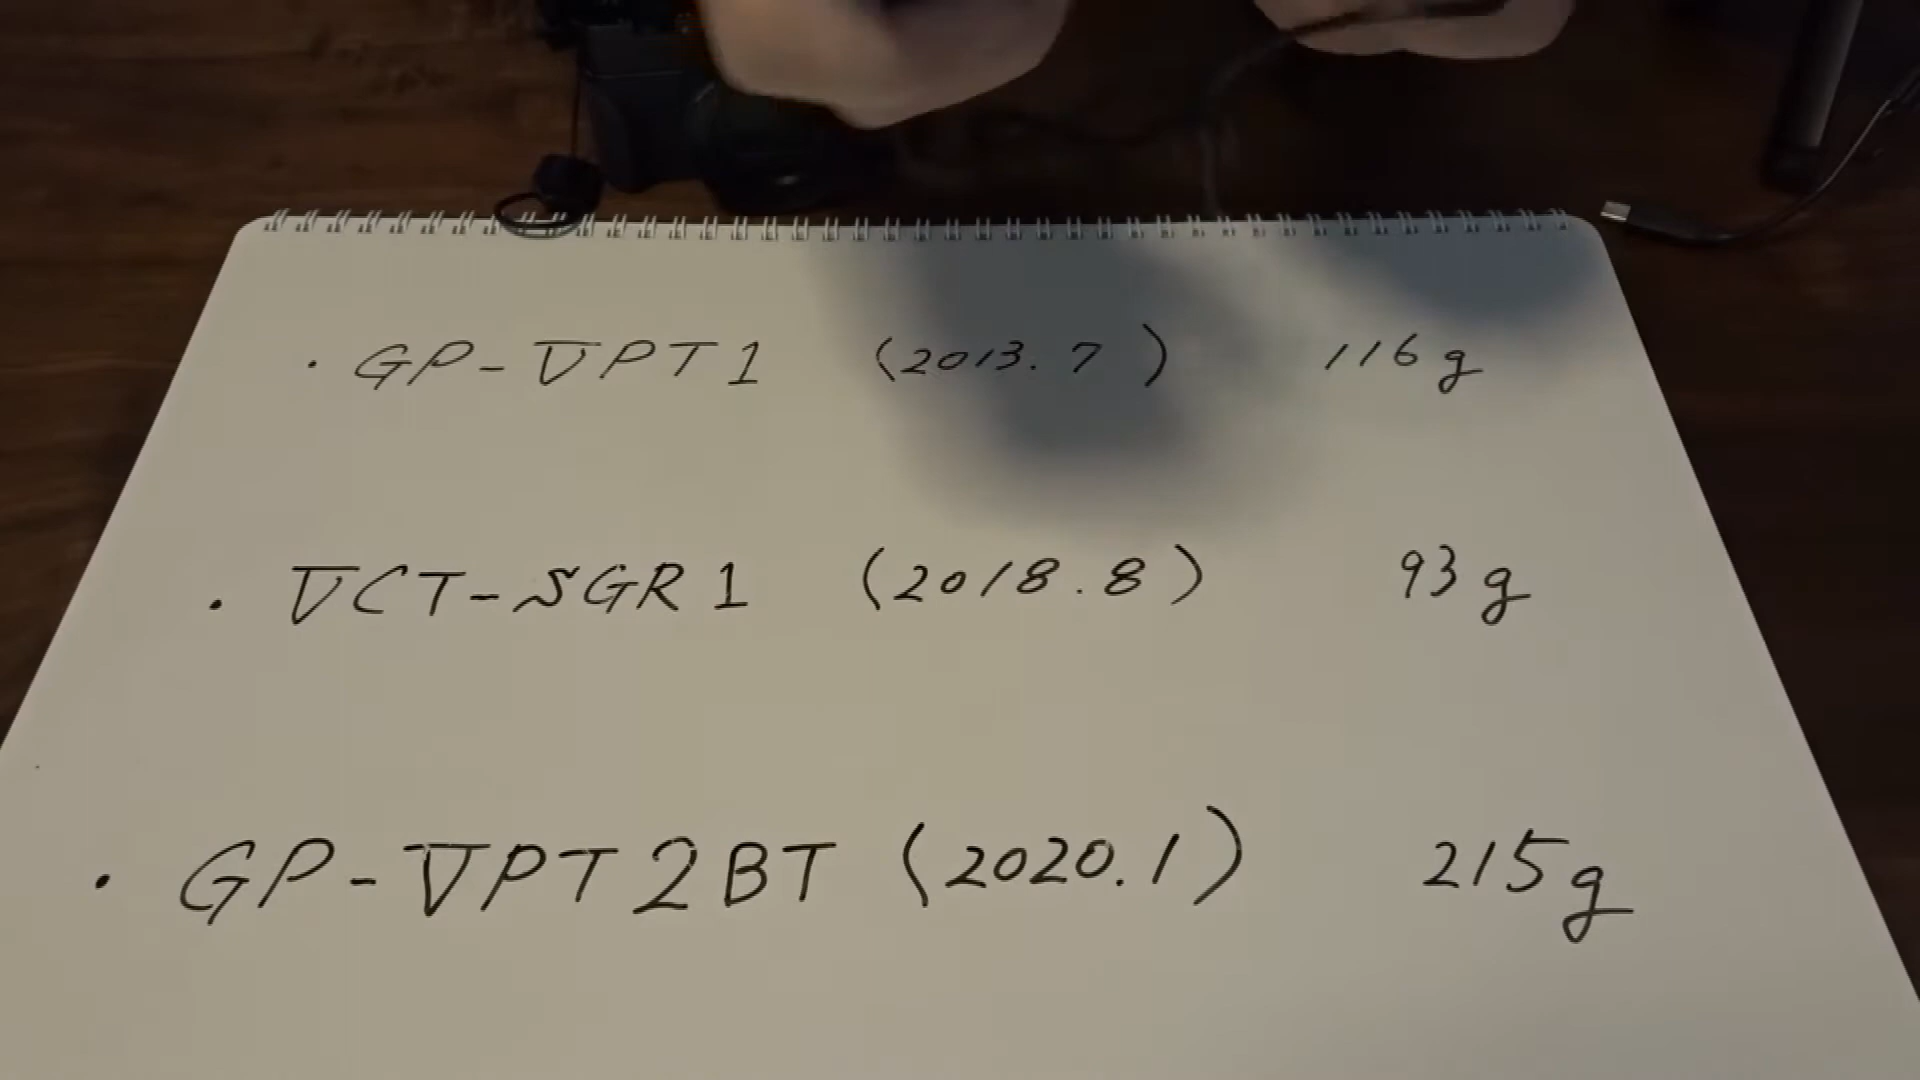 ・GP-VPT1 (2013.7) 116g
・VCT-SGR1 (2018.8) 93g
・GP-VPT2BT (2020.1) 215g